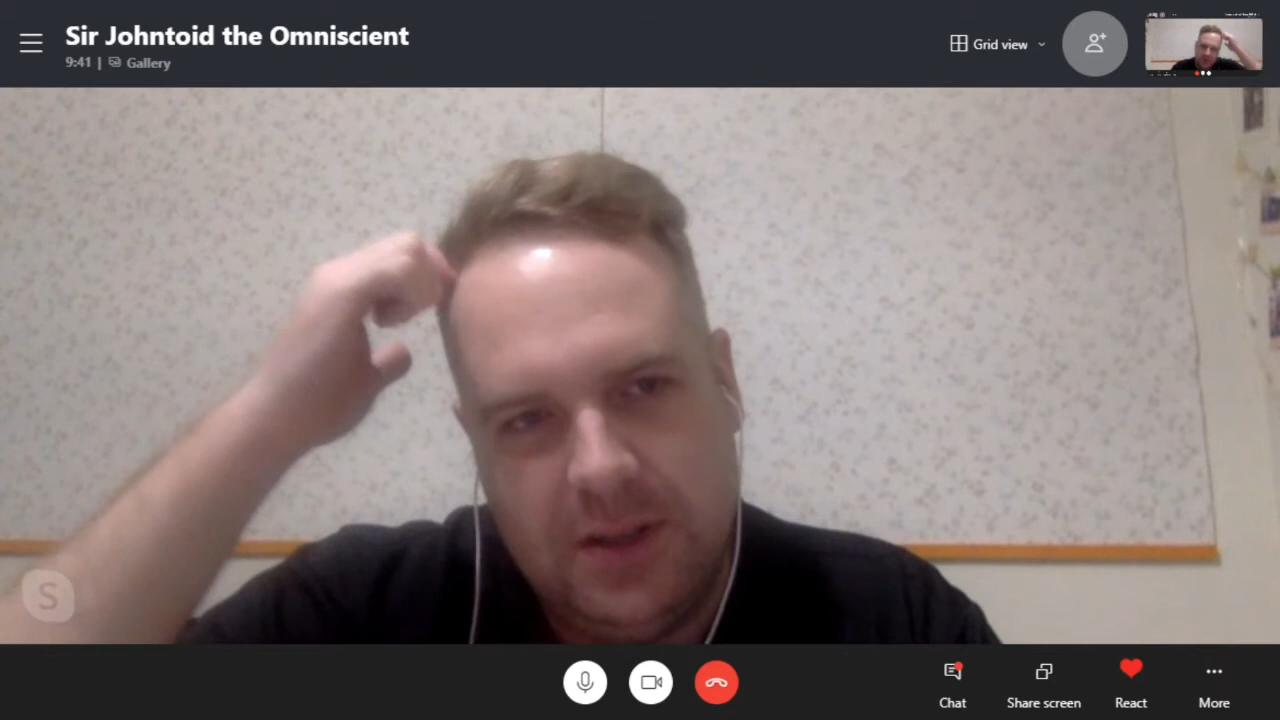 Sir Johntoid the Omniscient
9:41 | Gallery
Grid view
S
Chat
Share screen
React
More